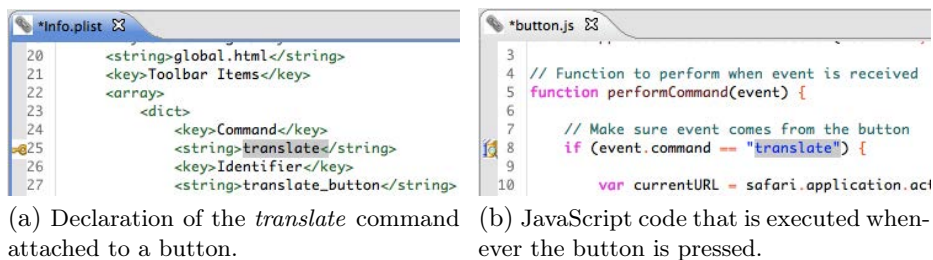 *Info.plist
20 <string>global.html</string>
21 <key>Toolbar Items</key>
22 <array>
23 <dict>
24 <key>Command</key>
25 <string>translate</string>
26 <key>Identifier</key>
27 <string>translate_button</string>
(a) Declaration of the translate command
attached to a button.
*button.js
3
4 // Function to perform when event is received
5 function performCommand(event) {
6
7 // Make sure event comes from the button
8 if (event.command == "translate") {
9
10 var currentURL = safari.application.act
(b) JavaScript code that is executed when-
ever the button is pressed.